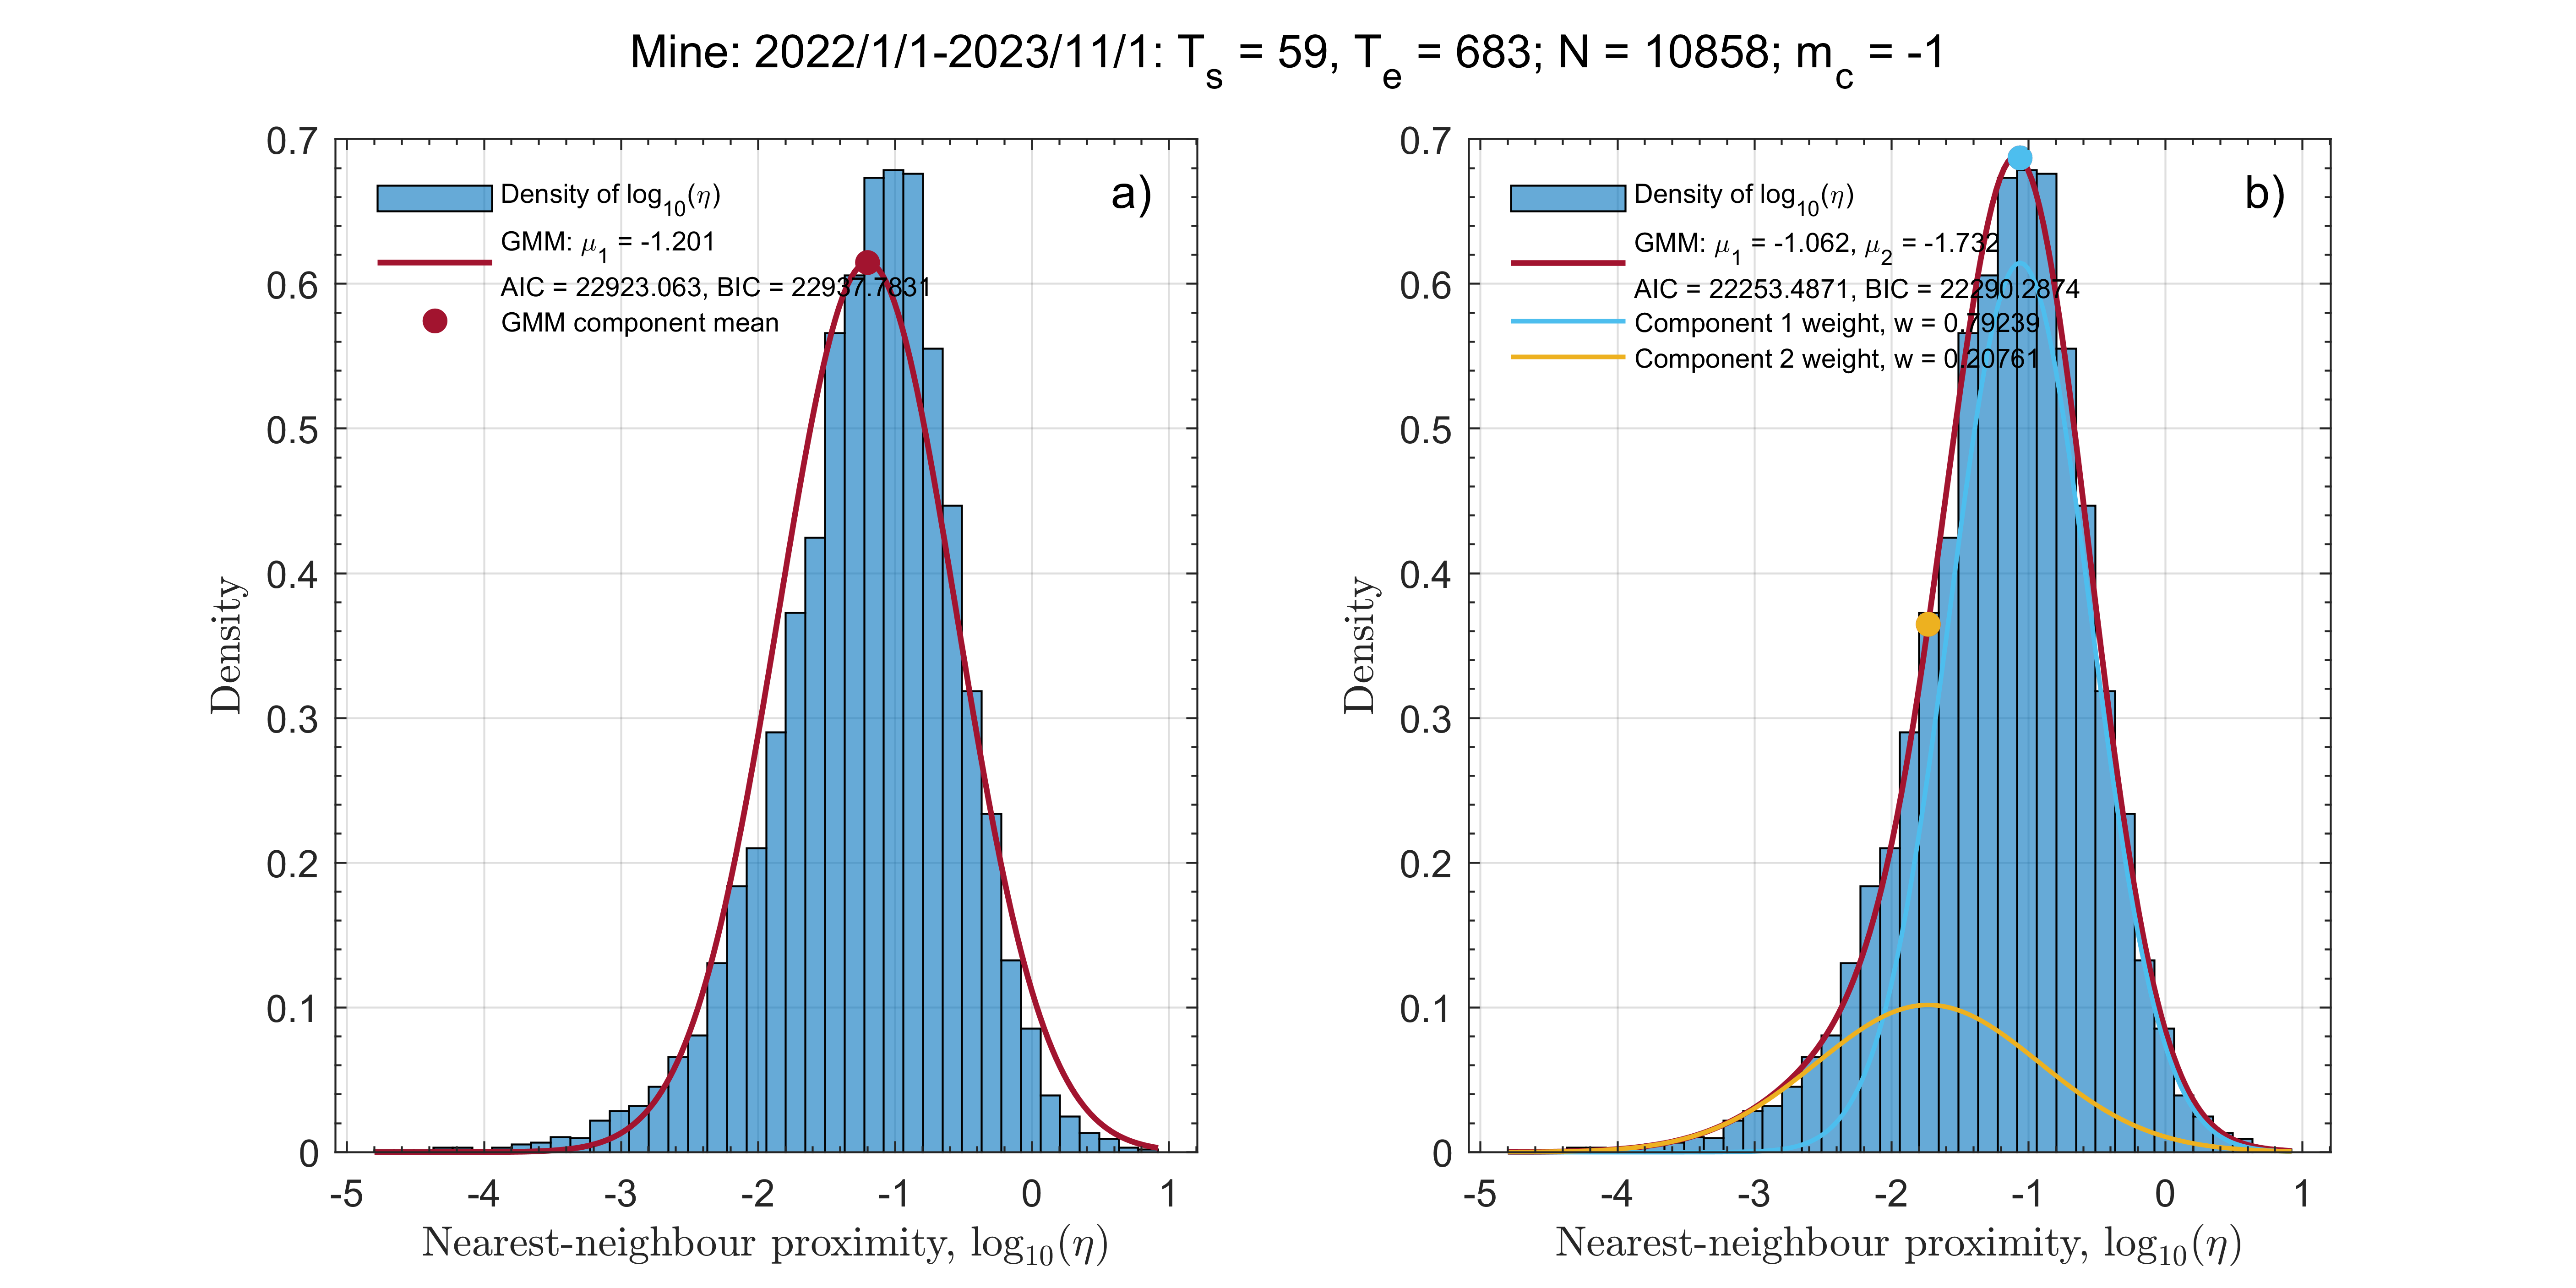 Mine: 2022/1/1-2023/11/1: Ts = 59, Te = 683; N = 10858; mc = -1
a)
Density of log10(η)
GMM: μ1 = -1.201
AIC = 22923.063, BIC = 22937.7831
GMM component mean
0.7
0.6
0.5
0.4
0.3
0.2
0.1
0
Density
-5 -4 -3 -2 -1 0 1
Nearest-neighbour proximity, log10(η)
b)
Density of log10(η)
GMM: μ1 = -1.062, μ2 = -1.732
AIC = 22253.4871, BIC = 22290.2874
Component 1 weight, w = 0.79239
Component 2 weight, w = 0.20761
0.7
0.6
0.5
0.4
0.3
0.2
0.1
0
Density
-5 -4 -3 -2 -1 0 1
Nearest-neighbour proximity, log10(η)